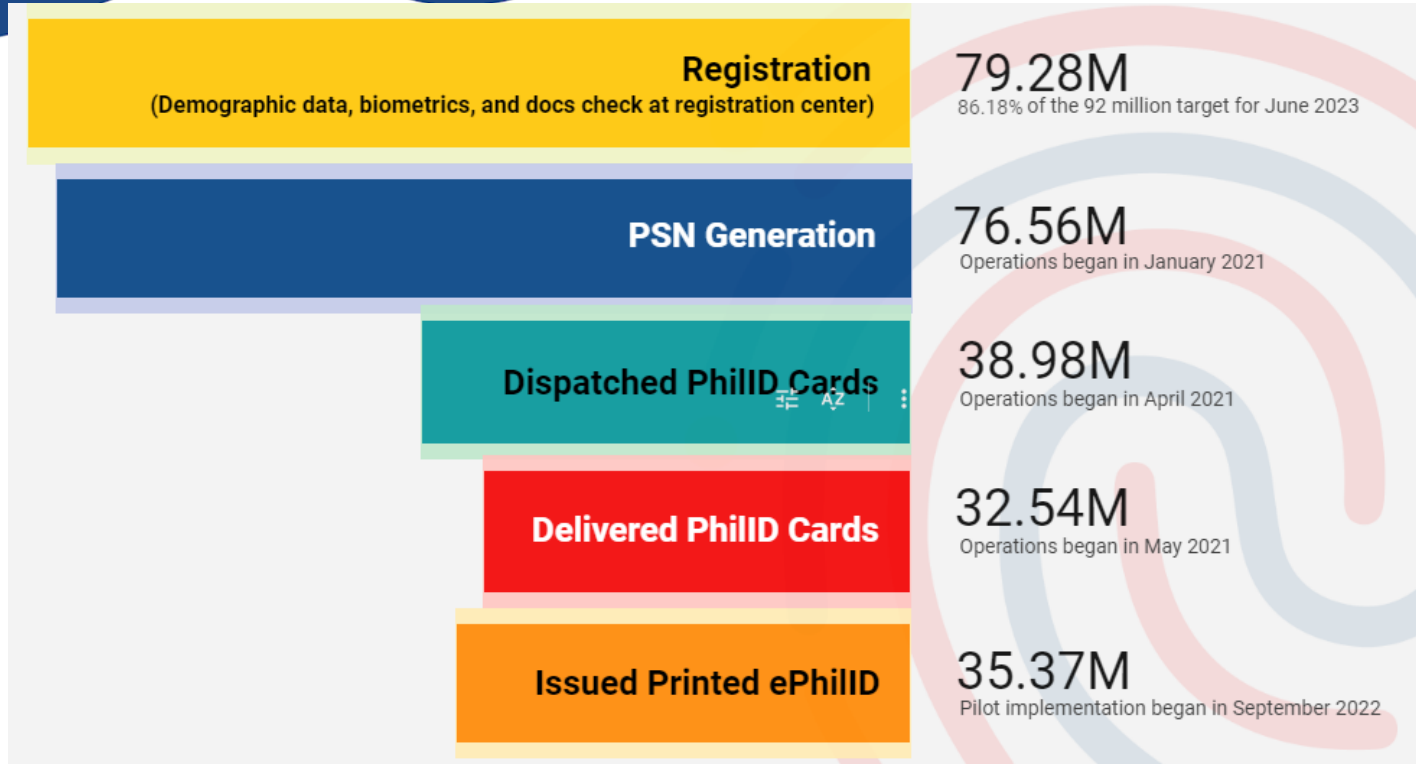 Registration
(Demographic data, biometrics, and docs check at registration center)
79.28M
86.18% of the 92 million target for June 2023
PSN Generation
76.56M
Operations began in January 2021
Dispatched PhilID Cards
AZ
38.98M
Operations began in April 2021
Delivered PhilID Cards
32.54M
Operations began in May 2021
Issued Printed ePhilID
35.37M
Pilot implementation began in September 2022